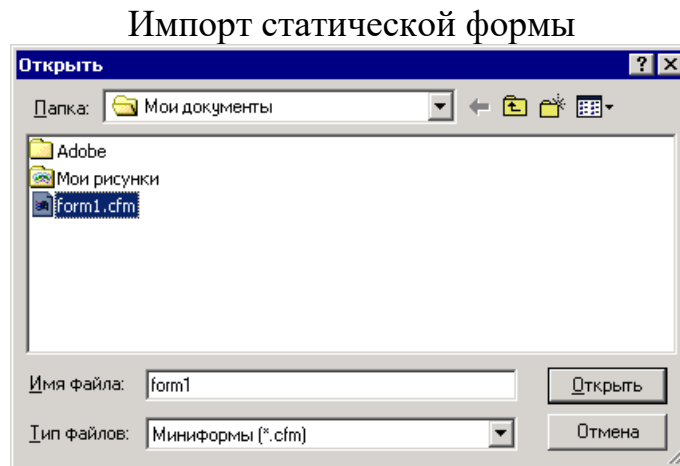 Импорт статической формы
Открыть
Папка: Мои документы
Adobe
Мои рисунки
form1.cfm
Имя файла: form1 Открыть
Тип файлов: Миниформы (*.cfm) Отмена